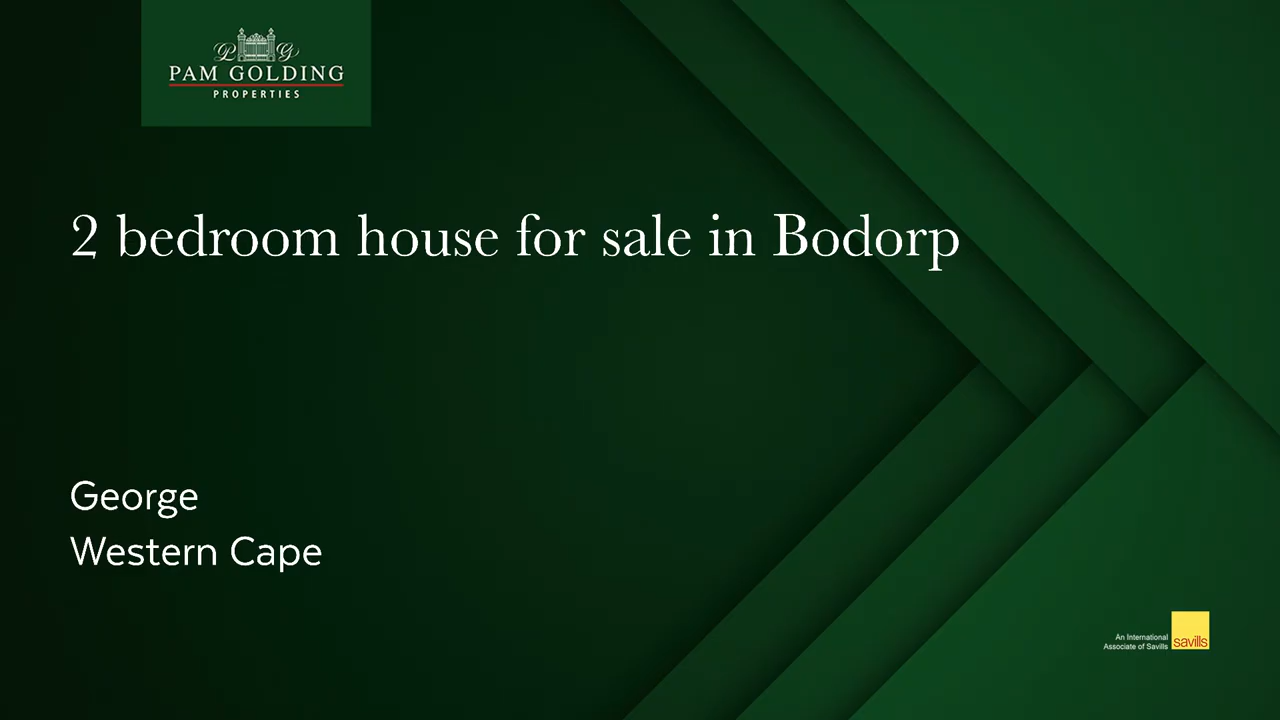 P G
PAM GOLDING
PROPERTIES
2 bedroom house for sale in Bodorp
George
Western Cape
An International
Associate of Savills
savills